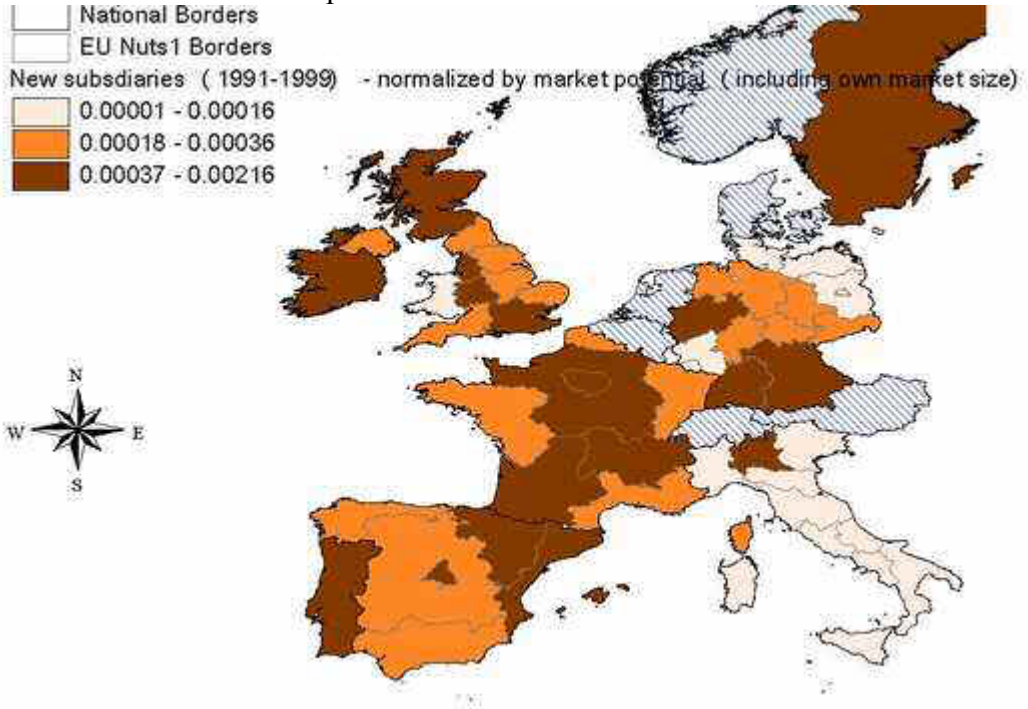 National Borders
EU Nuts1 Borders
New subsdiaries ( 1991-1999) - normalized by market potential ( including own market size)
0.00001 - 0.00016
0.00018 - 0.00036
0.00037 - 0.00216
N
W E
S